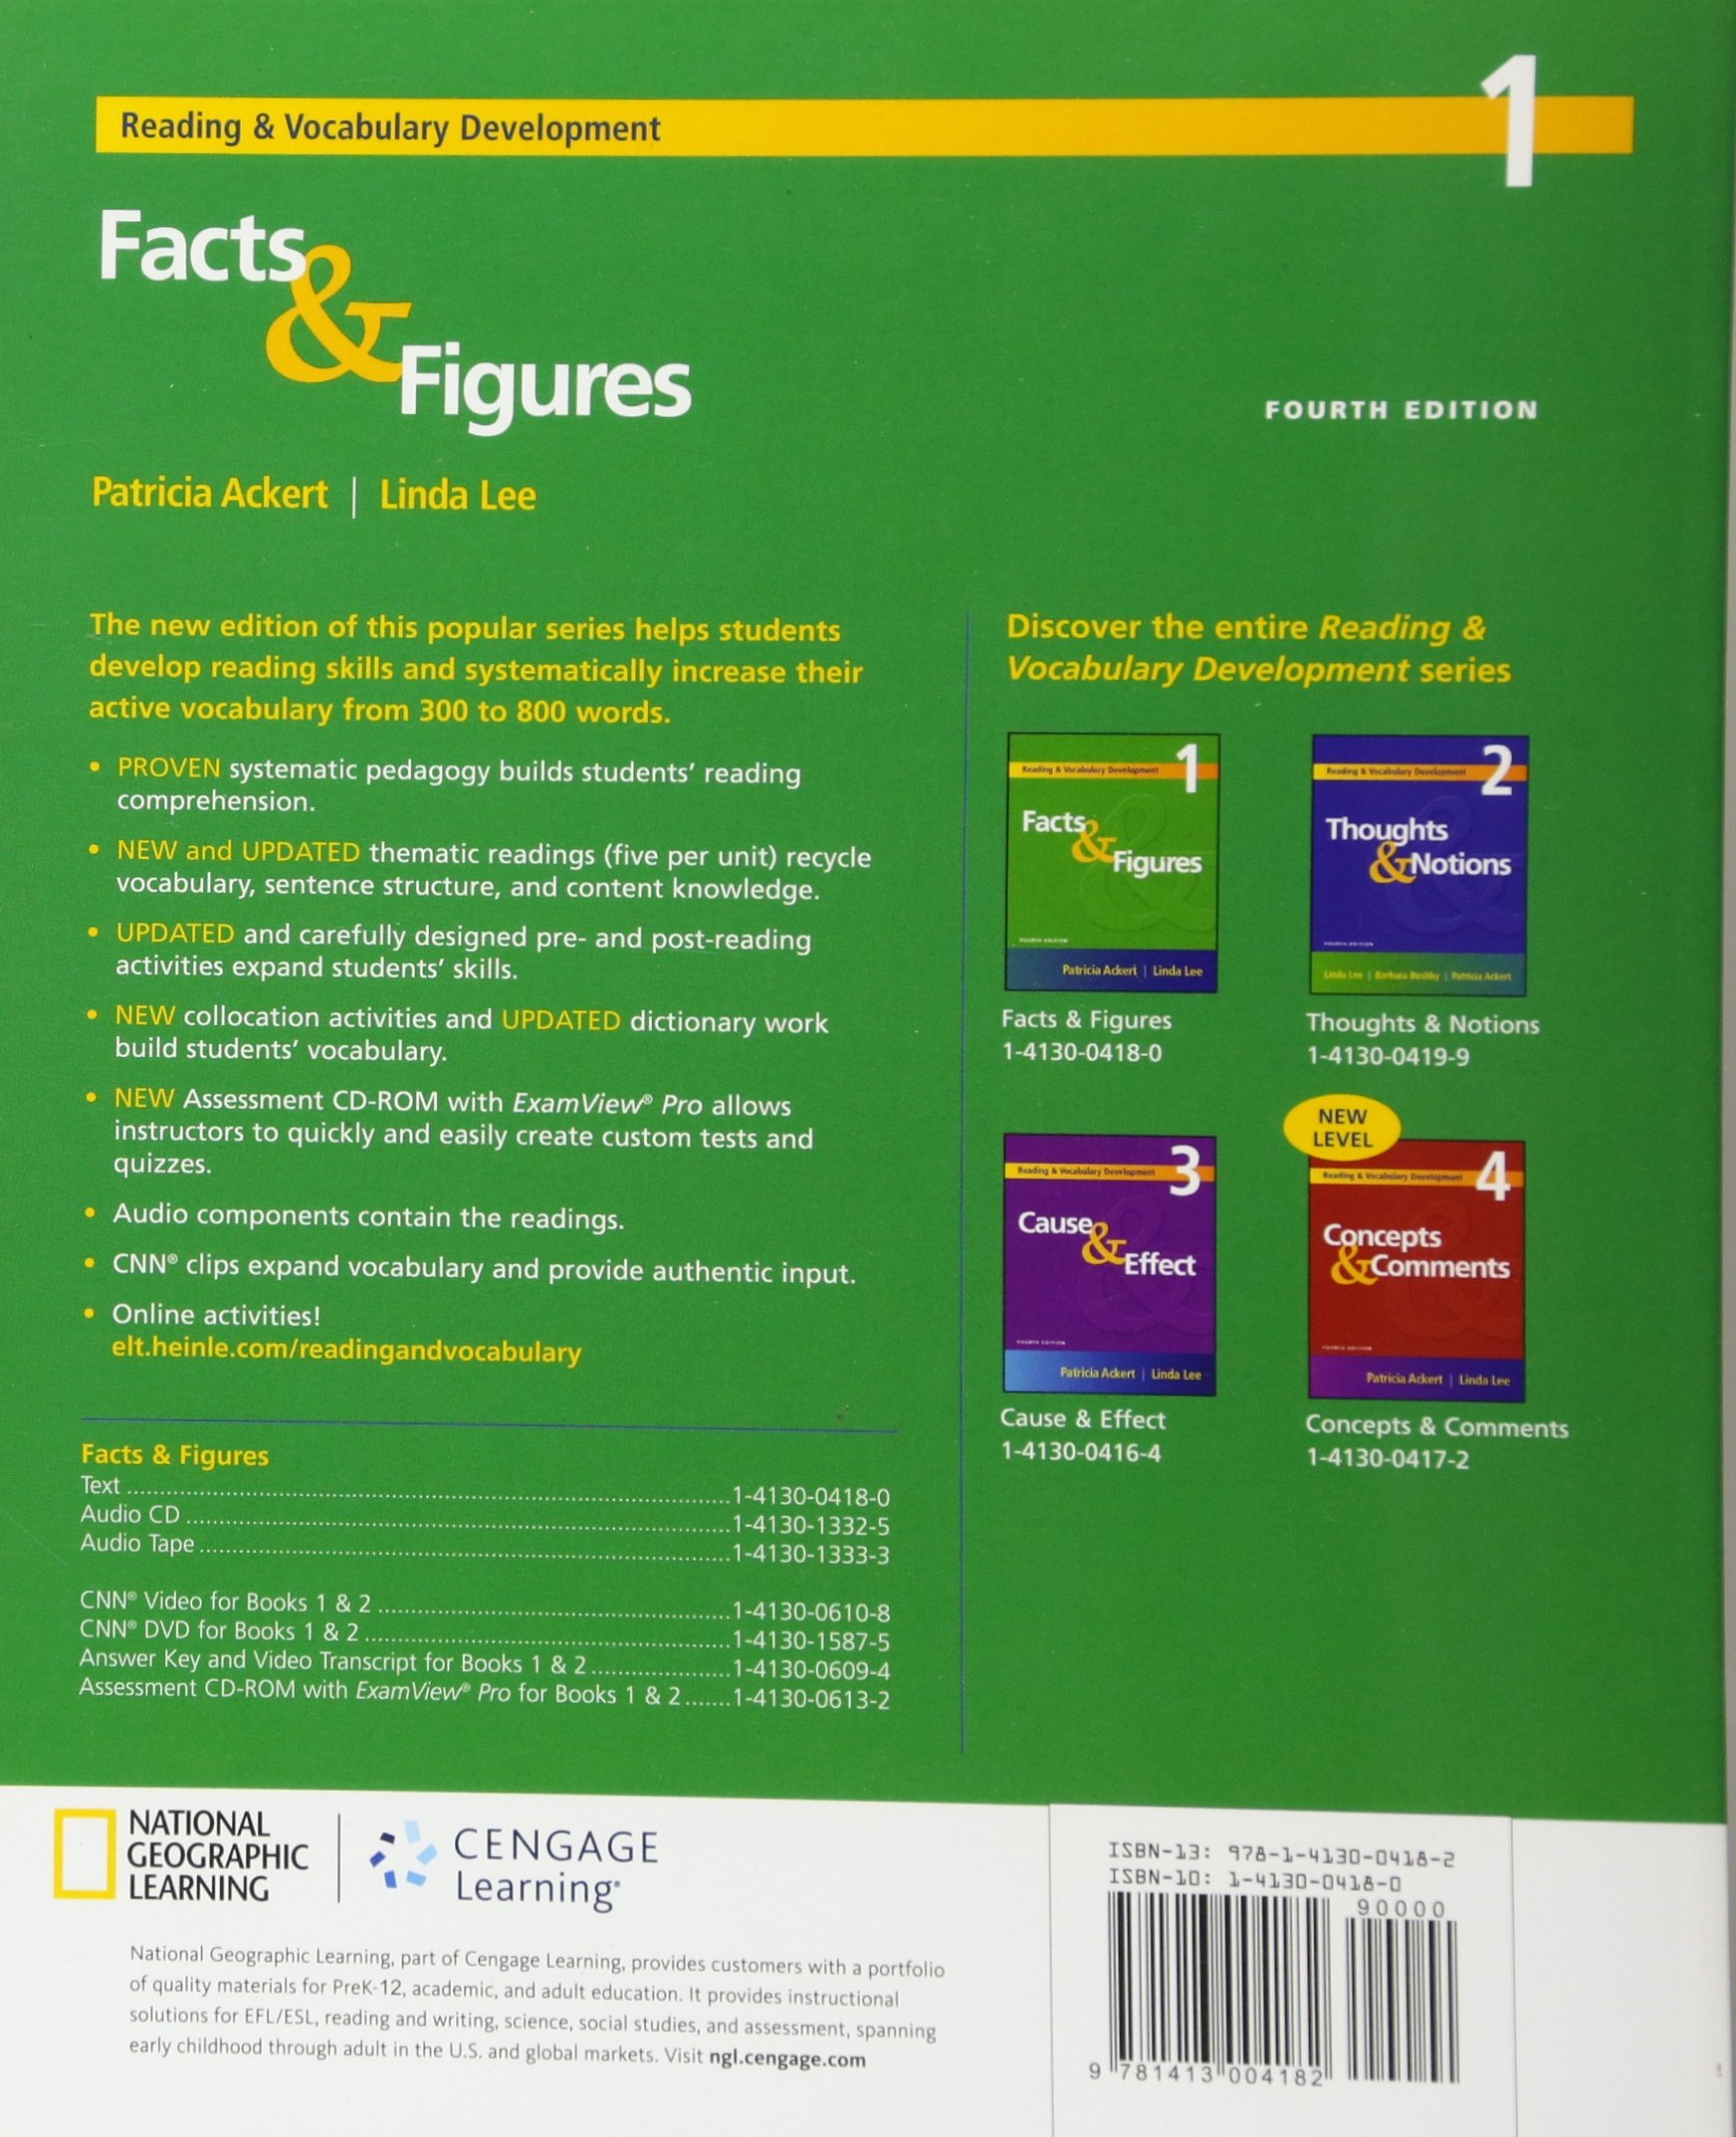 1
Reading & Vocabulary Development
Facts
&
Figures
FOURTH EDITION
Patricia Ackert | Linda Lee
The new edition of this popular series helps students
develop reading skills and systematically increase their
active vocabulary from 300 to 800 words.
• PROVEN systematic pedagogy builds students’ reading
comprehension.
• NEW and UPDATED thematic readings (five per unit) recycle
vocabulary, sentence structure, and content knowledge.
• UPDATED and carefully designed pre- and post-reading
activities expand students’ skills.
• NEW collocation activities and UPDATED dictionary work
build students’ vocabulary.
• NEW Assessment CD-ROM with ExamView® Pro allows
instructors to quickly and easily create custom tests and
quizzes.
• Audio components contain the readings.
• CNN® clips expand vocabulary and provide authentic input.
• Online activities!
elt.heinle.com/readingandvocabulary
Facts & Figures
Text ........ 1-4130-0418-0
Audio CD ........ 1-4130-1332-5
Audio Tape ........ 1-4130-1333-3
CNN® Video for Books 1 & 2 ........ 1-4130-0610-8
CNN® DVD for Books 1 & 2 ........ 1-4130-1587-5
Answer Key and Video Transcript for Books 1 & 2 ........ 1-4130-0609-4
Assessment CD-ROM with ExamView® Pro for Books 1 & 2 ....... 1-4130-0613-2
Discover the entire Reading &
Vocabulary Development series
1
Reading & Vocabulary Development
Facts
&
Figures
FOURTH EDITION
Patricia Ackert | Linda Lee
Facts & Figures
1-4130-0418-0
2
Reading & Vocabulary Development
Thoughts
&Notions
FOURTH EDITION
Linda Lee | Barbara Bushby | Patricia Ackert
Thoughts & Notions
1-4130-0419-9
3
Reading & Vocabulary Development
Cause
&
Effect
FOURTH EDITION
Patricia Ackert | Linda Lee
Cause & Effect
1-4130-0416-4
NEW
LEVEL
4
Reading & Vocabulary Development
Concepts
&Comments
FOURTH EDITION
Patricia Ackert | Linda Lee
Concepts & Comments
1-4130-0417-2
NATIONAL
GEOGRAPHIC
LEARNING
CENGAGE
Learning®
National Geographic Learning, part of Cengage Learning, provides customers with a portfolio
of quality materials for PreK-12, academic, and adult education. It provides instructional
solutions for EFL/ESL, reading and writing, science, social studies, and assessment, spanning
early childhood through adult in the U.S. and global markets. Visit ngl.cengage.com
ISBN-13: 978-1-4130-0418-2
ISBN-10: 1-4130-0418-0
90000
9 781413 004182